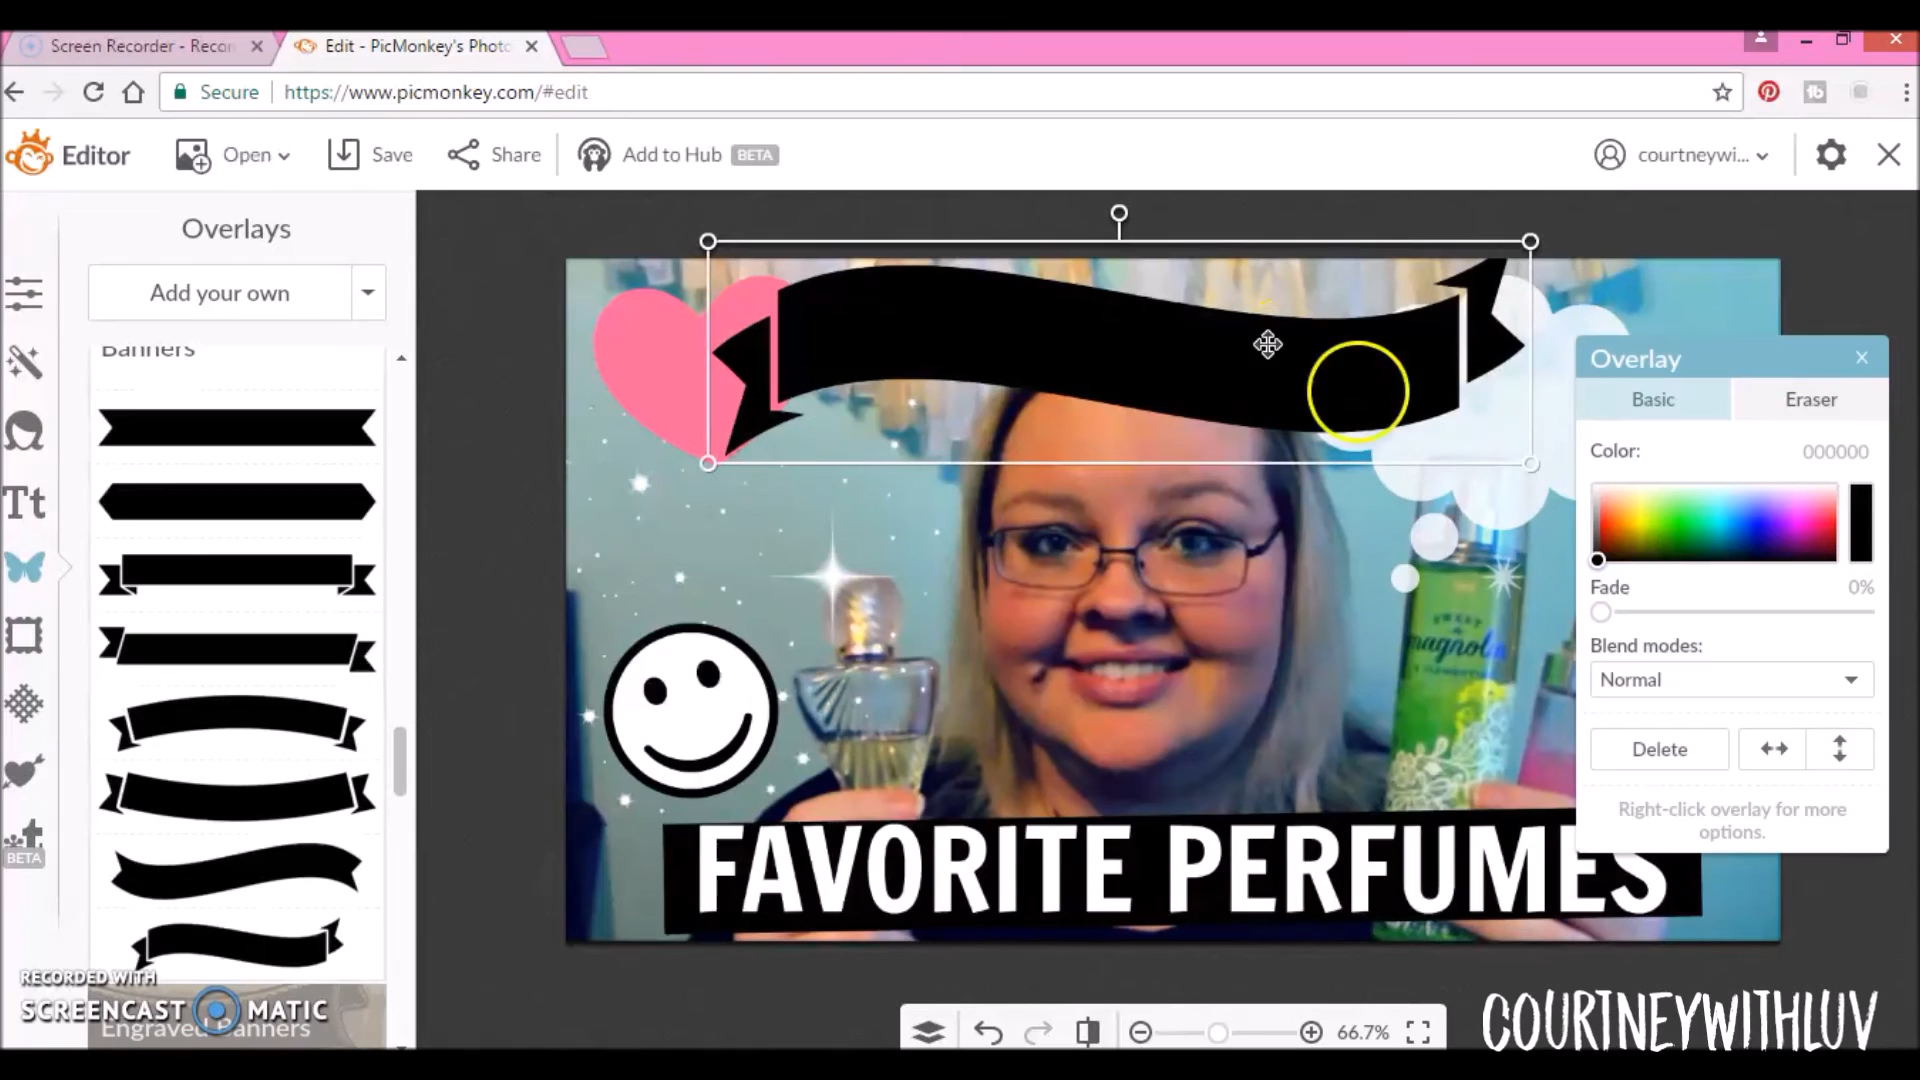 Screen Recorder - Recor
Edit - PicMonkey's Photo
Secure
https://www.picmonkey.com/#edit
Editor
Open
Save
Share
Add to Hub
BETA
courtneywi...
Overlays
Add your own
Banners
Tt
BETA
Engraved Banners
RECORDED WITH
SCREENCAST MATIC
SWEET
magnolia
FAVORITE PERFUMES
Overlay
Basic
Eraser
Color:
000000
Fade
0%
Blend modes:
Normal
Delete
Right-click overlay for more
options.
66.7%
COURTNEYWITHLUV